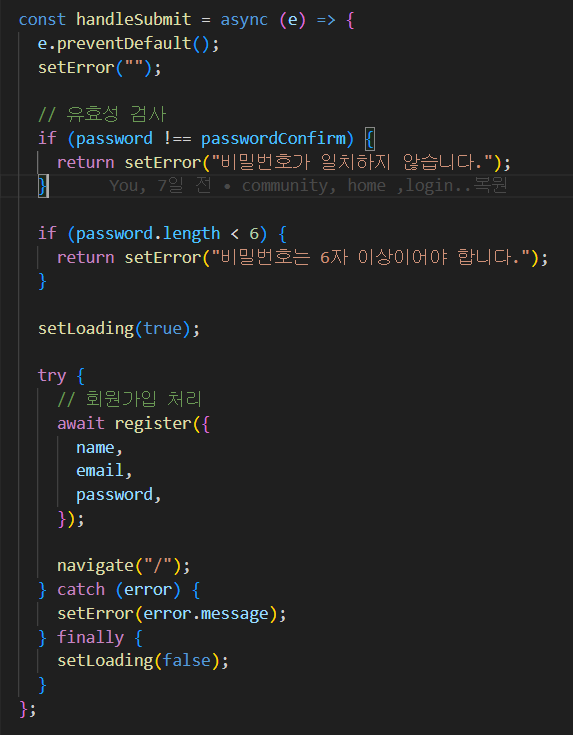 const handleSubmit = async (e) => {
e.preventDefault();
setError("");
// 유효성 검사
if (password !== passwordConfirm) {
return setError("비밀번호가 일치하지 않습니다.");
} You, 7일 전 • community, home ,login..복원
if (password.length < 6) {
return setError("비밀번호는 6자 이상이어야 합니다.");
}
setLoading(true);
try {
// 회원가입 처리
await register({
name,
email,
password,
});
navigate("/");
} catch (error) {
setError(error.message);
} finally {
setLoading(false);
}
};